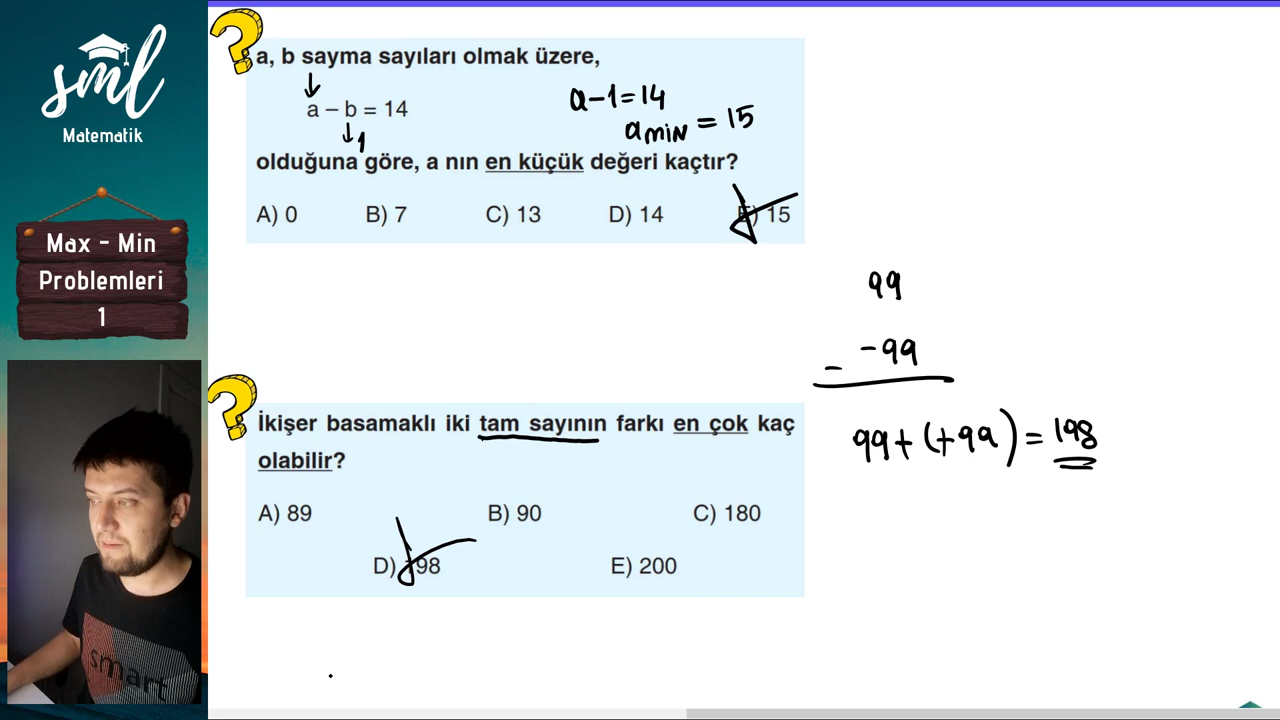 sml
Matematik
Max - Min
Problemleri
1
a, b sayma sayıları olmak üzere,
a – b = 14
1
a-1=14
amin = 15
olduğuna göre, a nın en küçük değeri kaçtır?
A) 0 B) 7 C) 13 D) 14 E) 15
99
- -99
99+(+99)=198
İkişer basamaklı iki tam sayının farkı en çok kaç
olabilir?
A) 89 B) 90 C) 180
D) 198 E) 200
smart